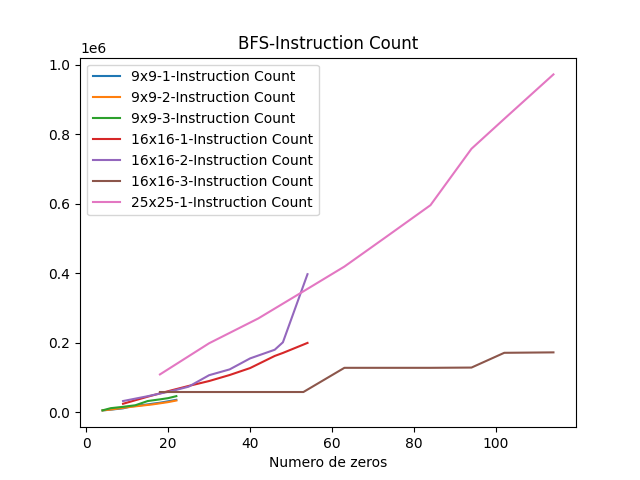 BFS-Instruction Count
1e6
1.0
0.8
0.6
0.4
0.2
0.0
9x9-1-Instruction Count
9x9-2-Instruction Count
9x9-3-Instruction Count
16x16-1-Instruction Count
16x16-2-Instruction Count
16x16-3-Instruction Count
25x25-1-Instruction Count
0 20 40 60 80 100
Numero de zeros